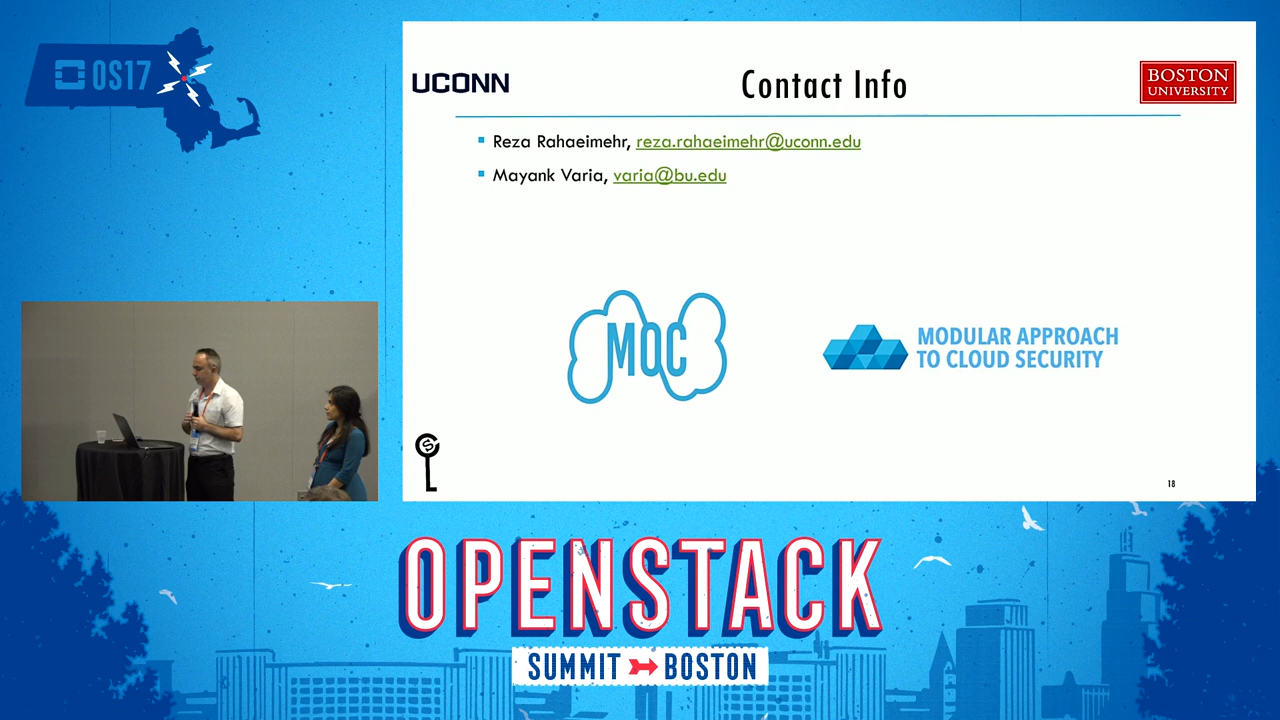 OS17
UCONN
Contact Info
BOSTON
UNIVERSITY
Reza Rahaeimehr, reza.rahaeimehr@uconn.edu
Mayank Varia, varia@bu.edu
MOC
MODULAR APPROACH
TO CLOUD SECURITY
18
OPENSTACK
SUMMIT BOSTON